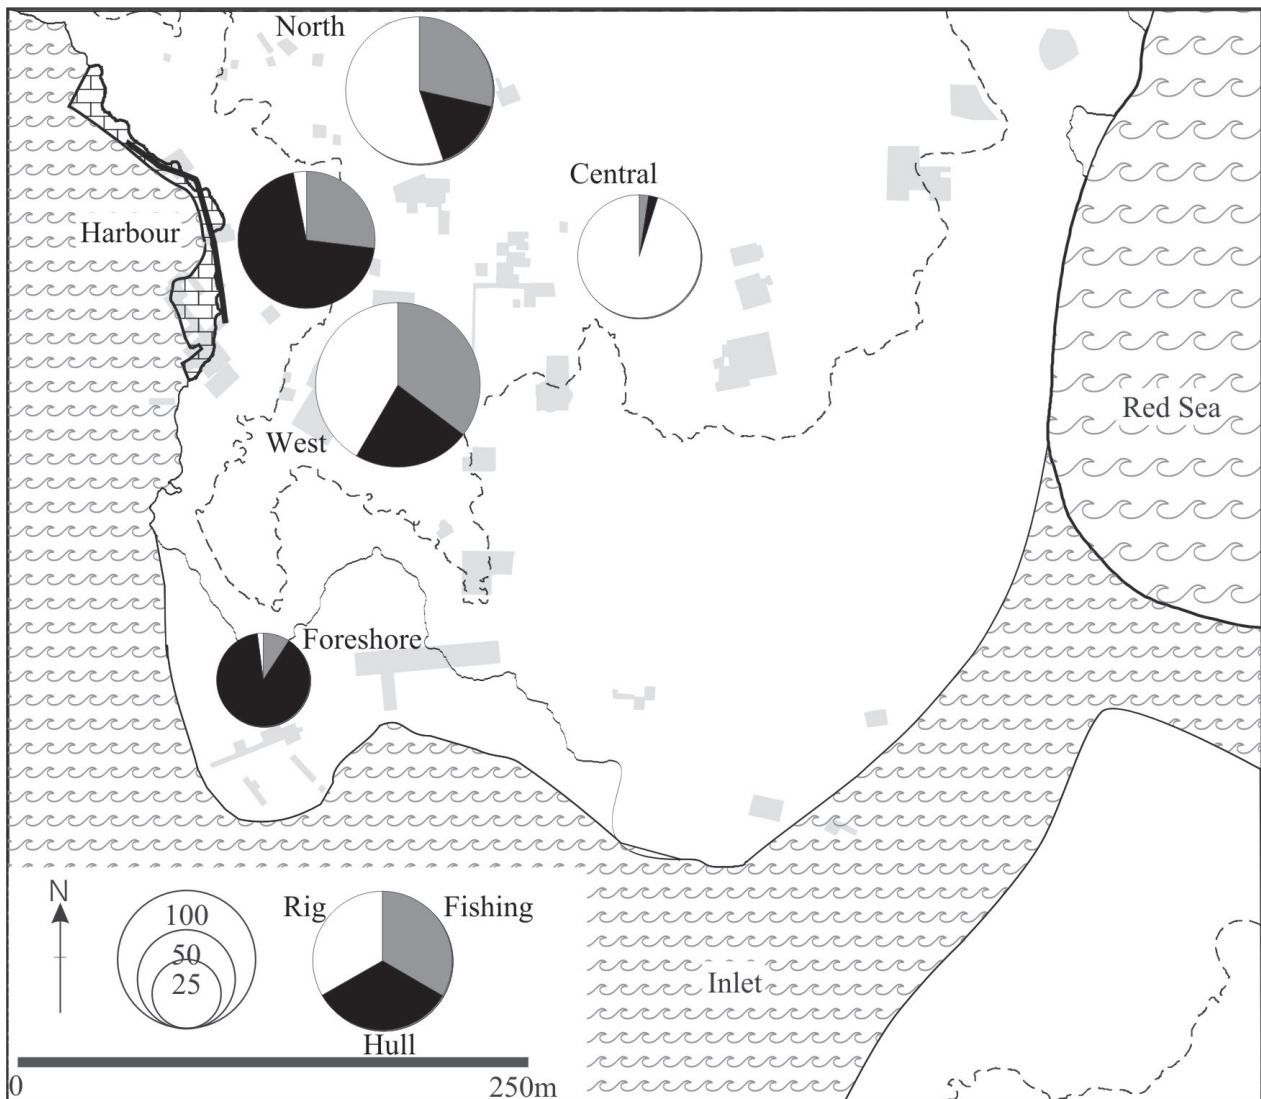 North
Central
Harbour
Red Sea
West
Foreshore
N
100
50
25
Rig
Fishing
Hull
Inlet
0
250m